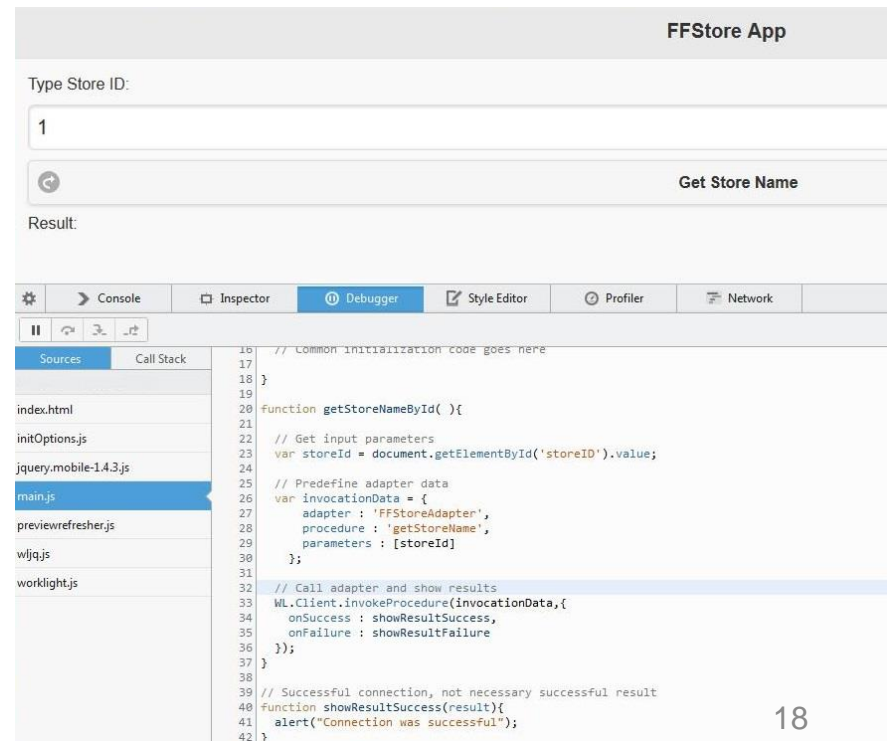 FFStore App
Type Store ID:
1
Get Store Name
Result:
Console Inspector Debugger Style Editor Profiler Network
Sources Call Stack
index.html
initOptions.js
jquery.mobile-1.4.3.js
main.js
previewrefresher.js
wljq.js
worklight.js
16 // Common initialization code goes here
17
18 }
19
20 function getStoreNameById( ){
21
22 // Get input parameters
23 var storeId = document.getElementById('storeID').value;
24
25 // Predefine adapter data
26 var invocationData = {
27 adapter : 'FFStoreAdapter',
28 procedure : 'getStoreName',
29 parameters : [storeId]
30 };
31
32 // Call adapter and show results
33 WL.Client.invokeProcedure(invocationData,{
34 onSuccess : showResultSuccess,
35 onFailure : showResultFailure
36 });
37 }
38
39 // Successful connection, not necessary successful result
40 function showResultSuccess(result){
41 alert("Connection was successful");
42 }
18